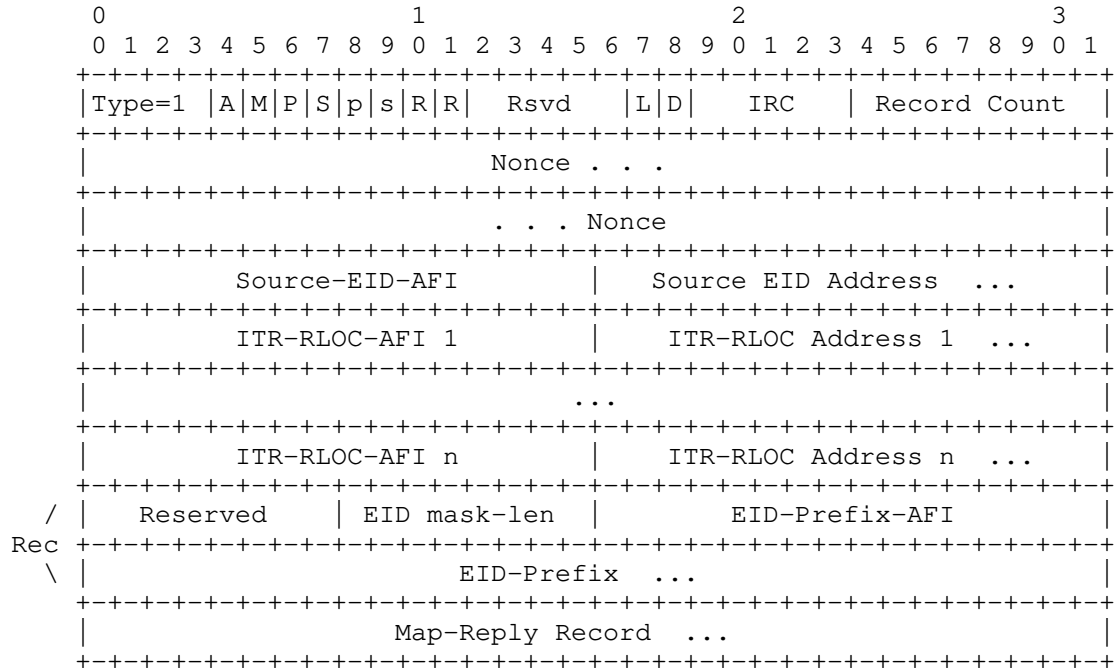 0                   1                   2                   3
 0 1 2 3 4 5 6 7 8 9 0 1 2 3 4 5 6 7 8 9 0 1 2 3 4 5 6 7 8 9 0 1
+-+-+-+-+-+-+-+-+-+-+-+-+-+-+-+-+-+-+-+-+-+-+-+-+-+-+-+-+-+-+-+-+
|Type=1 |A|M|P|S|p|s|R|R|  Rsvd   |L|D|   IRC   | Record Count  |
+-+-+-+-+-+-+-+-+-+-+-+-+-+-+-+-+-+-+-+-+-+-+-+-+-+-+-+-+-+-+-+-+
|                         Nonce . . .                           |
+-+-+-+-+-+-+-+-+-+-+-+-+-+-+-+-+-+-+-+-+-+-+-+-+-+-+-+-+-+-+-+-+
|                         . . . Nonce                           |
+-+-+-+-+-+-+-+-+-+-+-+-+-+-+-+-+-+-+-+-+-+-+-+-+-+-+-+-+-+-+-+-+
|         Source-EID-AFI        |   Source EID Address  ...     |
+-+-+-+-+-+-+-+-+-+-+-+-+-+-+-+-+-+-+-+-+-+-+-+-+-+-+-+-+-+-+-+-+
|         ITR-RLOC-AFI 1        |    ITR-RLOC Address 1  ...    |
+-+-+-+-+-+-+-+-+-+-+-+-+-+-+-+-+-+-+-+-+-+-+-+-+-+-+-+-+-+-+-+-+
|                              ...                              |
+-+-+-+-+-+-+-+-+-+-+-+-+-+-+-+-+-+-+-+-+-+-+-+-+-+-+-+-+-+-+-+-+
|         ITR-RLOC-AFI n        |    ITR-RLOC Address n  ...    |
+-+-+-+-+-+-+-+-+-+-+-+-+-+-+-+-+-+-+-+-+-+-+-+-+-+-+-+-+-+-+-+-+
/ |   Reserved    | EID mask-len  |        EID-Prefix-AFI         |
Rec +-+-+-+-+-+-+-+-+-+-+-+-+-+-+-+-+-+-+-+-+-+-+-+-+-+-+-+-+-+-+-+-+
\ |                       EID-Prefix  ...                         |
+-+-+-+-+-+-+-+-+-+-+-+-+-+-+-+-+-+-+-+-+-+-+-+-+-+-+-+-+-+-+-+-+
|                   Map-Reply Record  ...                       |
+-+-+-+-+-+-+-+-+-+-+-+-+-+-+-+-+-+-+-+-+-+-+-+-+-+-+-+-+-+-+-+-+